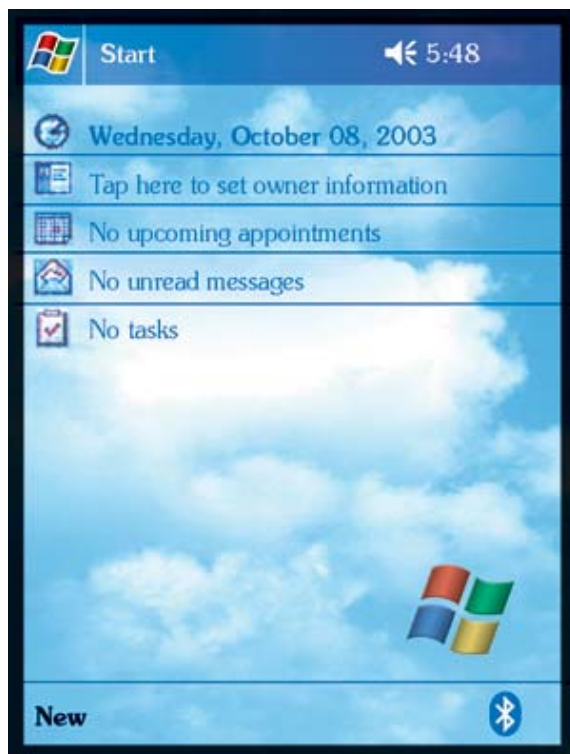 Start 5:48
Wednesday, October 08, 2003
Tap here to set owner information
No upcoming appointments
No unread messages
No tasks
New